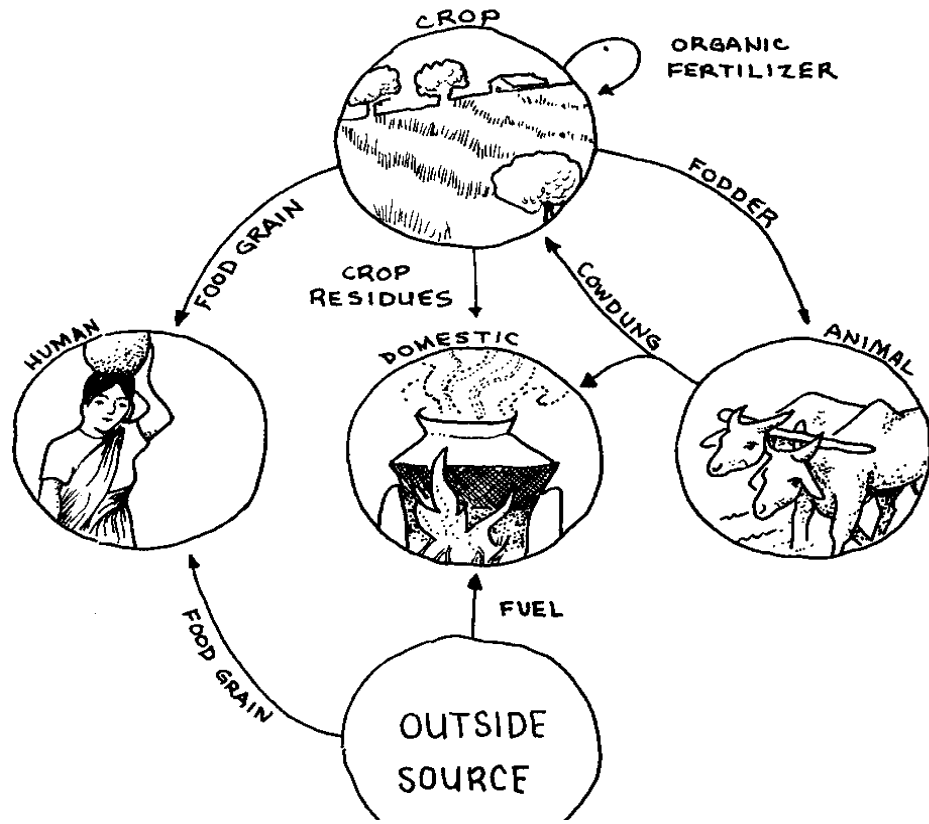 CROP
ORGANIC
FERTILIZER
FODDER
FOOD GRAIN
CROP
RESIDUES
COWDUNG
HUMAN
DOMESTIC
ANIMAL
FUEL
FOOD GRAIN
OUTSIDE
SOURCE